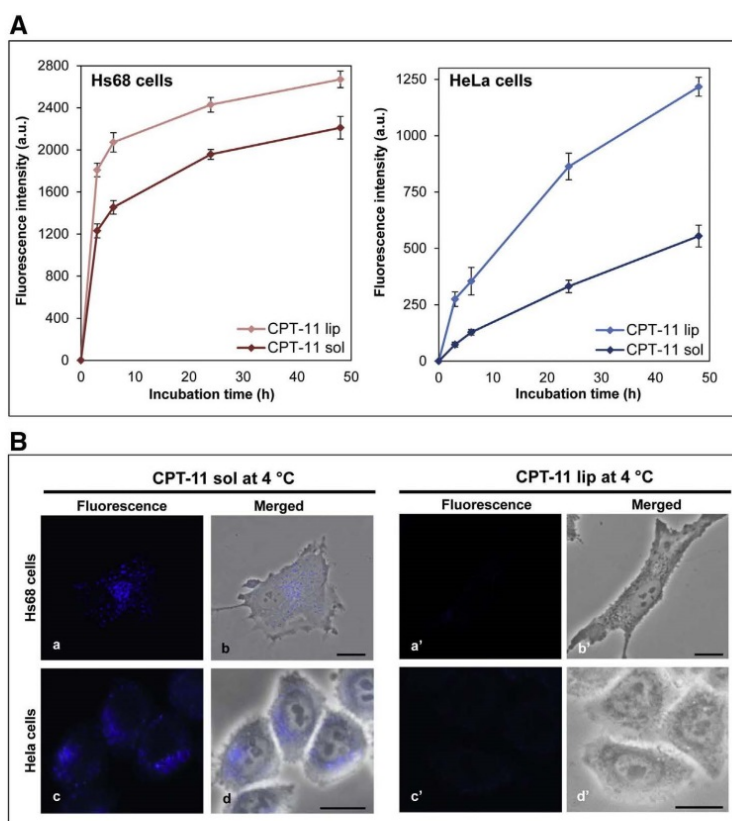 A
Hs68 cells
2800
2400
2000
1600
1200
800
400
0
Fluorescence intensity (a.u.)
0 10 20 30 40 50
Incubation time (h)
CPT-11 lip
CPT-11 sol
HeLa cells
1250
1000
750
500
250
0
Fluorescence intensity (a.u.)
0 10 20 30 40 50
Incubation time (h)
CPT-11 lip
CPT-11 sol
B
CPT-11 sol at 4 °C
CPT-11 lip at 4 °C
Fluorescence Merged Fluorescence Merged
Hs68 cells
a b a' b'
Hela cells
c d c' d'